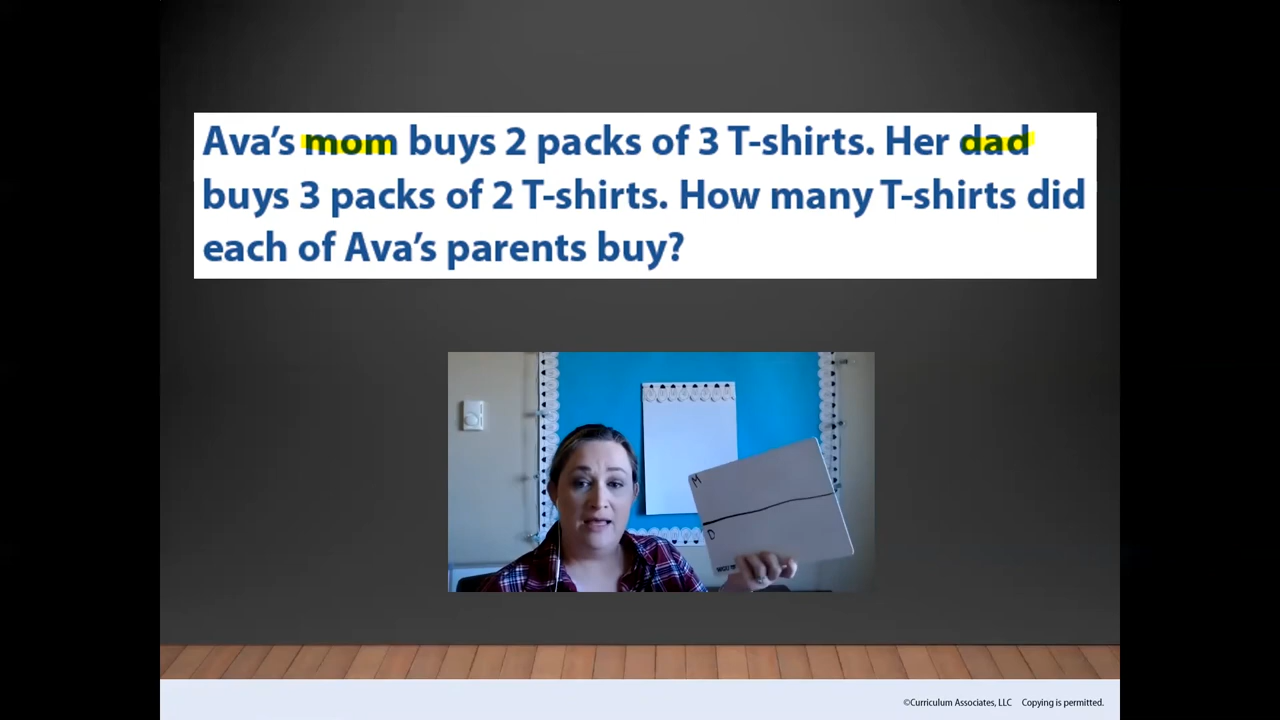 Ava’s mom buys 2 packs of 3 T-shirts. Her dad
buys 3 packs of 2 T-shirts. How many T-shirts did
each of Ava’s parents buy?
M
D
©Curriculum Associates, LLC Copying is permitted.